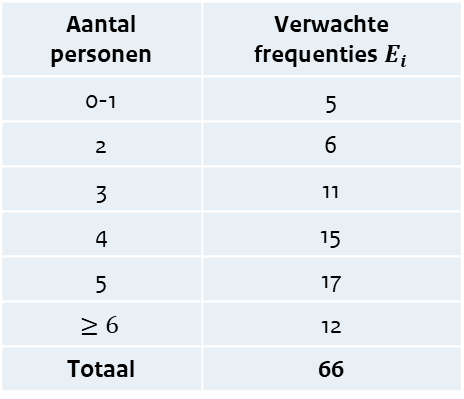 Aantal personen	Verwachte frequenties E_i
0-1	5
2	6
3	11
4	15
5	17
≥ 6	12
Totaal	66